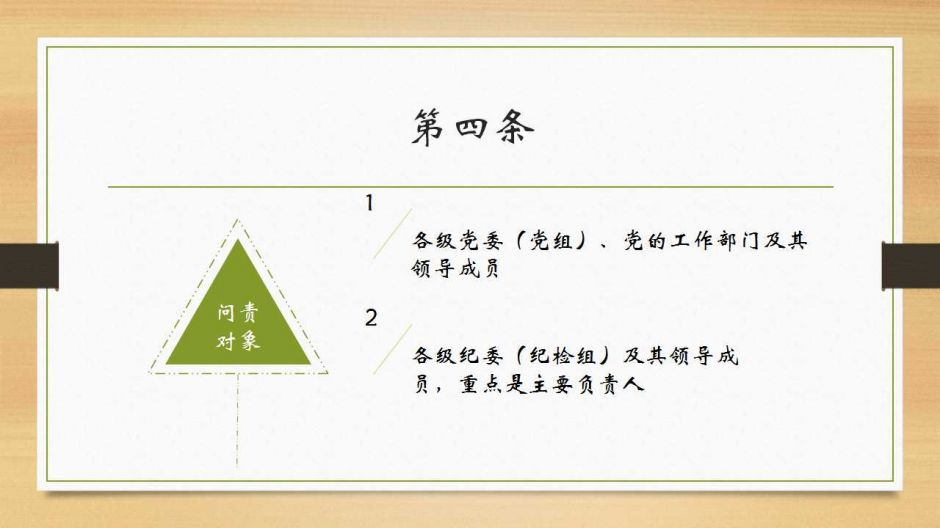 第四条
问责
对象
1
各级党委（党组）、党的工作部门及其
领导成员
2
各级纪委（纪检组）及其领导成
员，重点是主要负责人